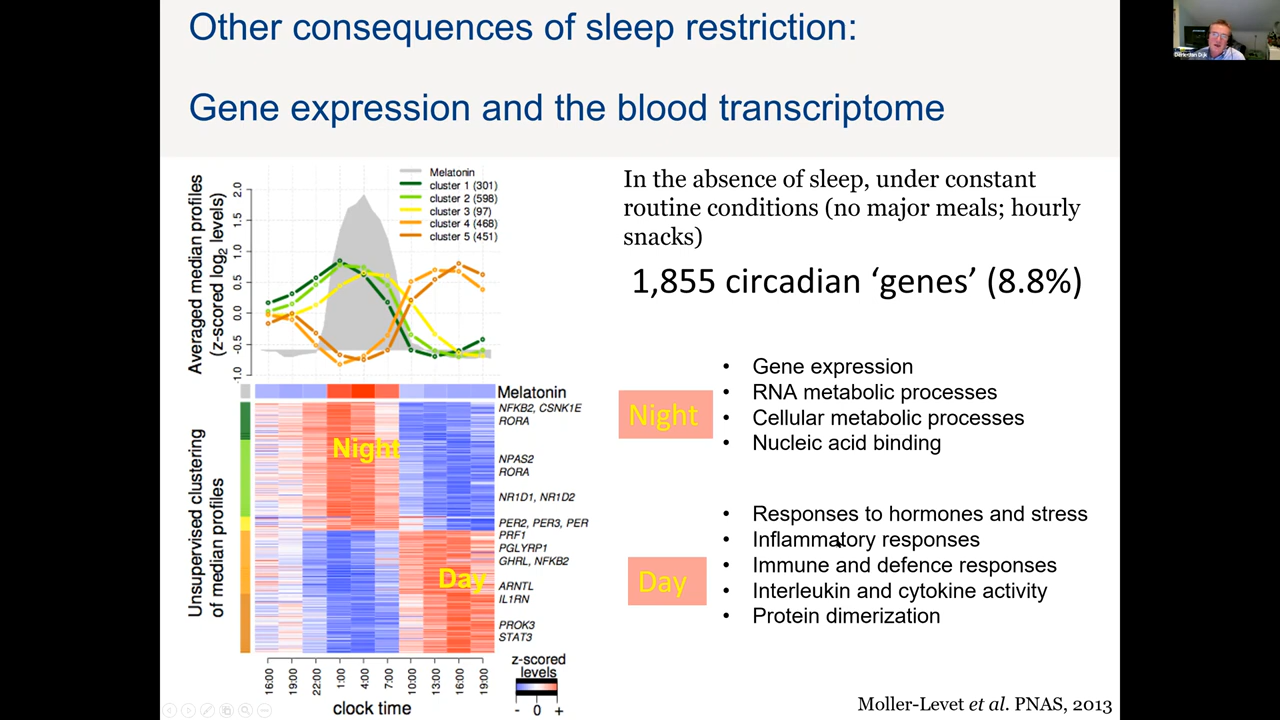 Other consequences of sleep restriction:
Gene expression and the blood transcriptome
Derk-Jan Dijk
Averaged median profiles
(z-scored log2 levels)
2.0
1.5
1.0
0.5
0.0
-0.5
-1.0
Melatonin
cluster 1 (301)
cluster 2 (598)
cluster 3 (97)
cluster 4 (468)
cluster 5 (451)
Unsupervised clustering
of median profiles
Melatonin
NFKB2, CSNK1E
RORA
Night
NPAS2
RORA
NR1D1, NR1D2
PER2, PER3, PER
PRF1
PGLYRP1
GHRL, NFKB2
Day
ARNTL
IL1RN
PROK3
STAT3
16:00
19:00
22:00
1:00
4:00
7:00
10:00
13:00
16:00
19:00
clock time
z-scored
levels
- 0 +
In the absence of sleep, under constant
routine conditions (no major meals; hourly
snacks)
1,855 circadian ‘genes’ (8.8%)
Night
• Gene expression
• RNA metabolic processes
• Cellular metabolic processes
• Nucleic acid binding
Day
• Responses to hormones and stress
• Inflammatory responses
• Immune and defence responses
• Interleukin and cytokine activity
• Protein dimerization
Moller-Levet et al. PNAS, 2013